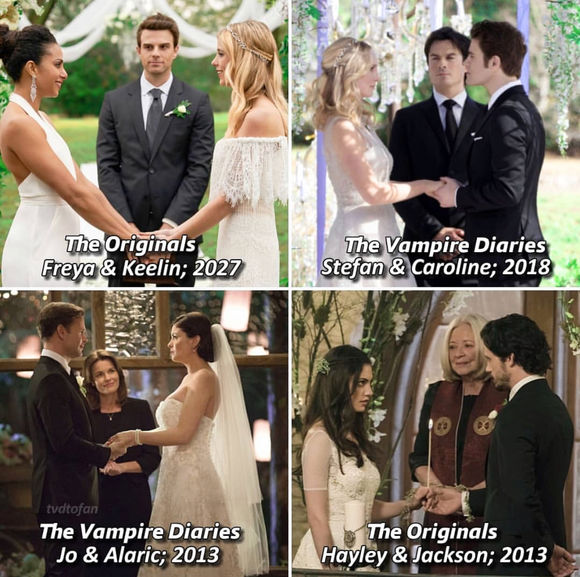 The Originals
Freya & Keelin; 2027
The Vampire Diaries
Stefan & Caroline; 2018
tvdtofan
The Vampire Diaries
Jo & Alaric; 2013
The Originals
Hayley & Jackson; 2013